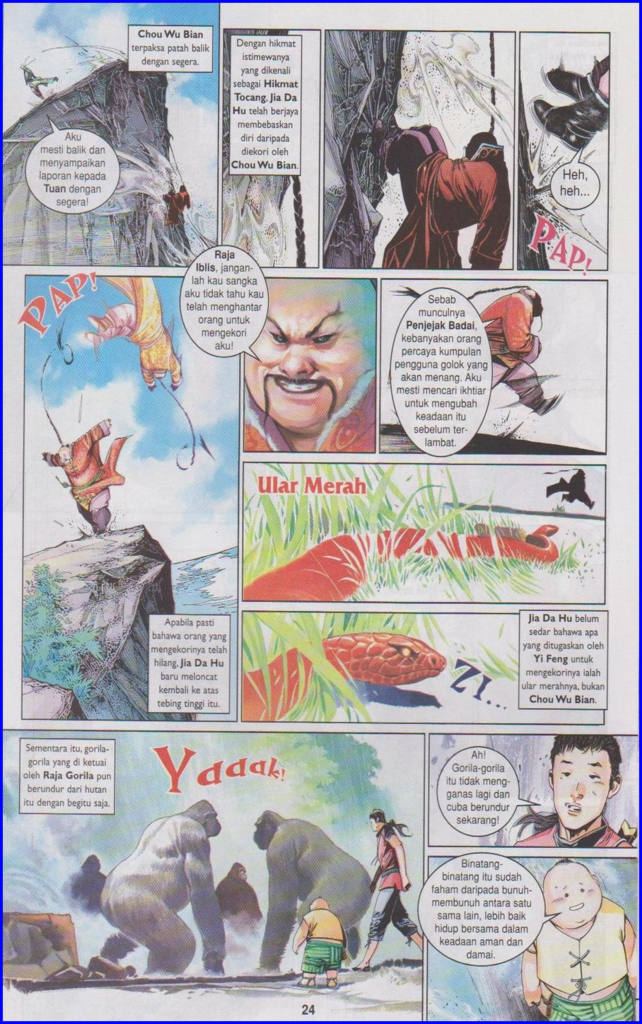 Chou Wu Bian
terpaksa patah balik
dengan segera.
Aku
mesti balik dan
menyampaikan
laporan kepada
Tuan dengan
segera!
Dengan hikmat
istimewanya
yang dikenali
sebagai Hikmat
Tocang, Jia Da
Hu telah berjaya
membebaskan
diri daripada
diekori oleh
Chou Wu Bian.
Heh,
heh...
PAP!
PAP!
Raja
Iblis, jangan-
lah kau sangka
aku tidak tahu kau
telah menghantar
orang untuk
mengekori
aku!
Sebab
munculnya
Penjejak Badai,
kebanyakan orang
percaya kumpulan
pengguna golok yang
akan menang. Aku
mesti mencari ikhtiar
untuk mengubah
keadaan itu
sebelum ter-
lambat.
Ular Merah
Apabila pasti
bahawa orang yang
mengekorinya telah
hilang, Jia Da Hu
baru meloncat
kembali ke atas
tebing tinggi itu.
ZI...
Jia Da Hu belum
sedar bahawa apa
yang ditugaskan oleh
Yi Feng untuk
mengekorinya ialah
ular merahnya, bukan
Chou Wu Bian.
Sementara itu, gorila-
gorila yang di ketuai
oleh Raja Gorila pun
berundur dari hutan
itu dengan begitu saja.
Ydaak!
Ah!
Gorila-gorila
itu tidak meng-
ganas lagi dan
cuba berundur
sekarang!
Binatang-
binatang itu sudah
faham daripada bunuh-
membunuh antara satu
sama lain, lebih baik
hidup bersama dalam
keadaan aman dan
damai.
24